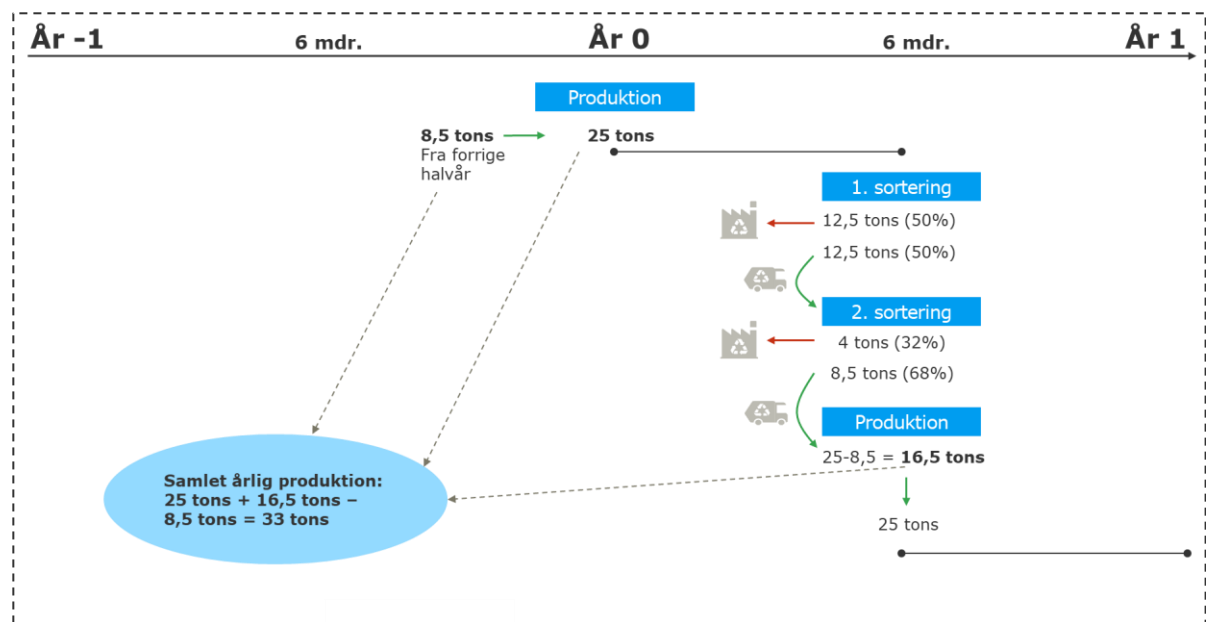 År -1
6 mdr.
År 0
6 mdr.
År 1
Produktion
8,5 tons
Fra forrige
halvår
25 tons
1. sortering
12,5 tons (50%)
12,5 tons (50%)
2. sortering
4 tons (32%)
8,5 tons (68%)
Produktion
25-8,5 = 16,5 tons
25 tons
Samlet årlig produktion:
25 tons + 16,5 tons –
8,5 tons = 33 tons